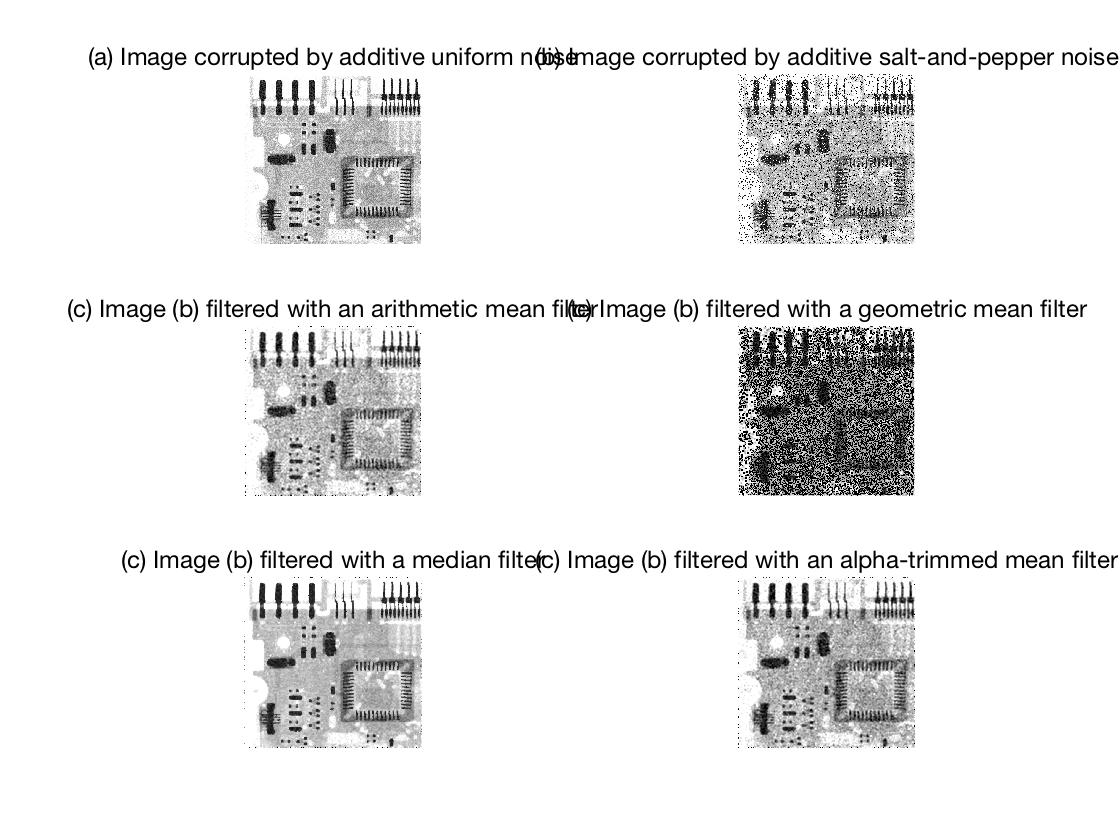 (a) Image corrupted by additive uniform noise
(b) Image corrupted by additive salt-and-pepper noise
(c) Image (b) filtered with an arithmetic mean filter
Image (b) filtered with a geometric mean filter
(c) Image (b) filtered with a median filter
(c) Image (b) filtered with an alpha-trimmed mean filter